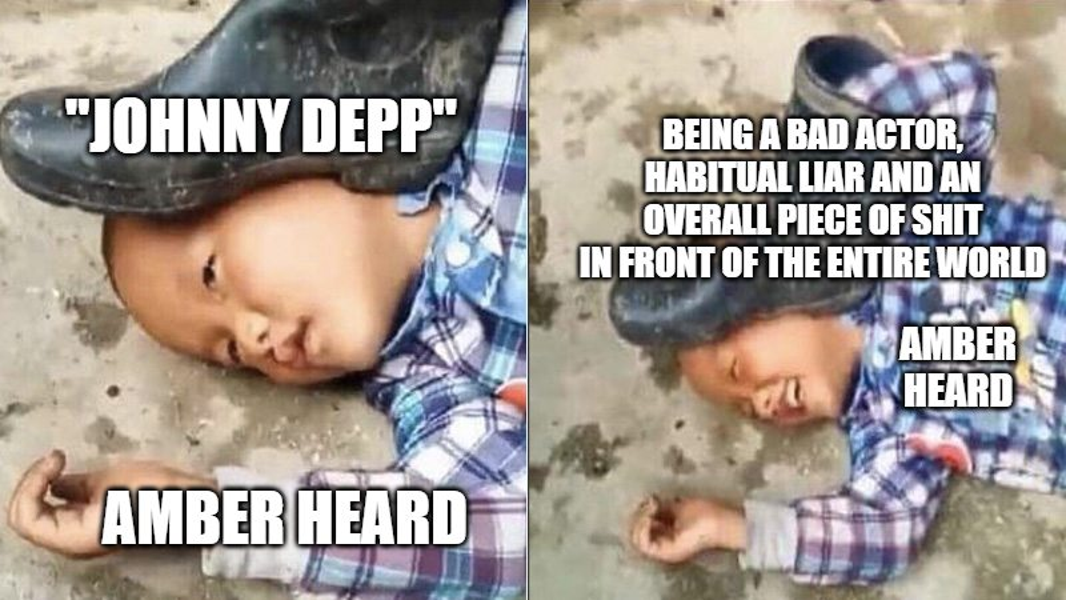 "JOHNNY DEPP"
AMBER HEARD
BEING A BAD ACTOR,
HABITUAL LIAR AND AN
OVERALL PIECE OF SHIT
IN FRONT OF THE ENTIRE WORLD
AMBER
HEARD